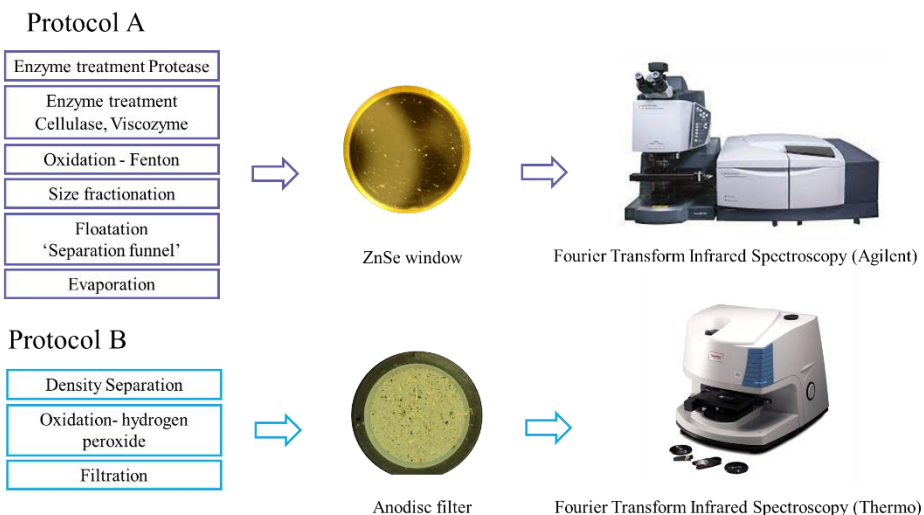 Protocol A
Enzyme treatment Protease
Enzyme treatment
Cellulase, Viscozyme
Oxidation - Fenton
Size fractionation
Floatation
‘Separation funnel’
Evaporation
ZnSe window
Fourier Transform Infrared Spectroscopy (Agilent)
Protocol B
Density Separation
Oxidation- hydrogen
peroxide
Filtration
Anodisc filter
Fourier Transform Infrared Spectroscopy (Thermo)